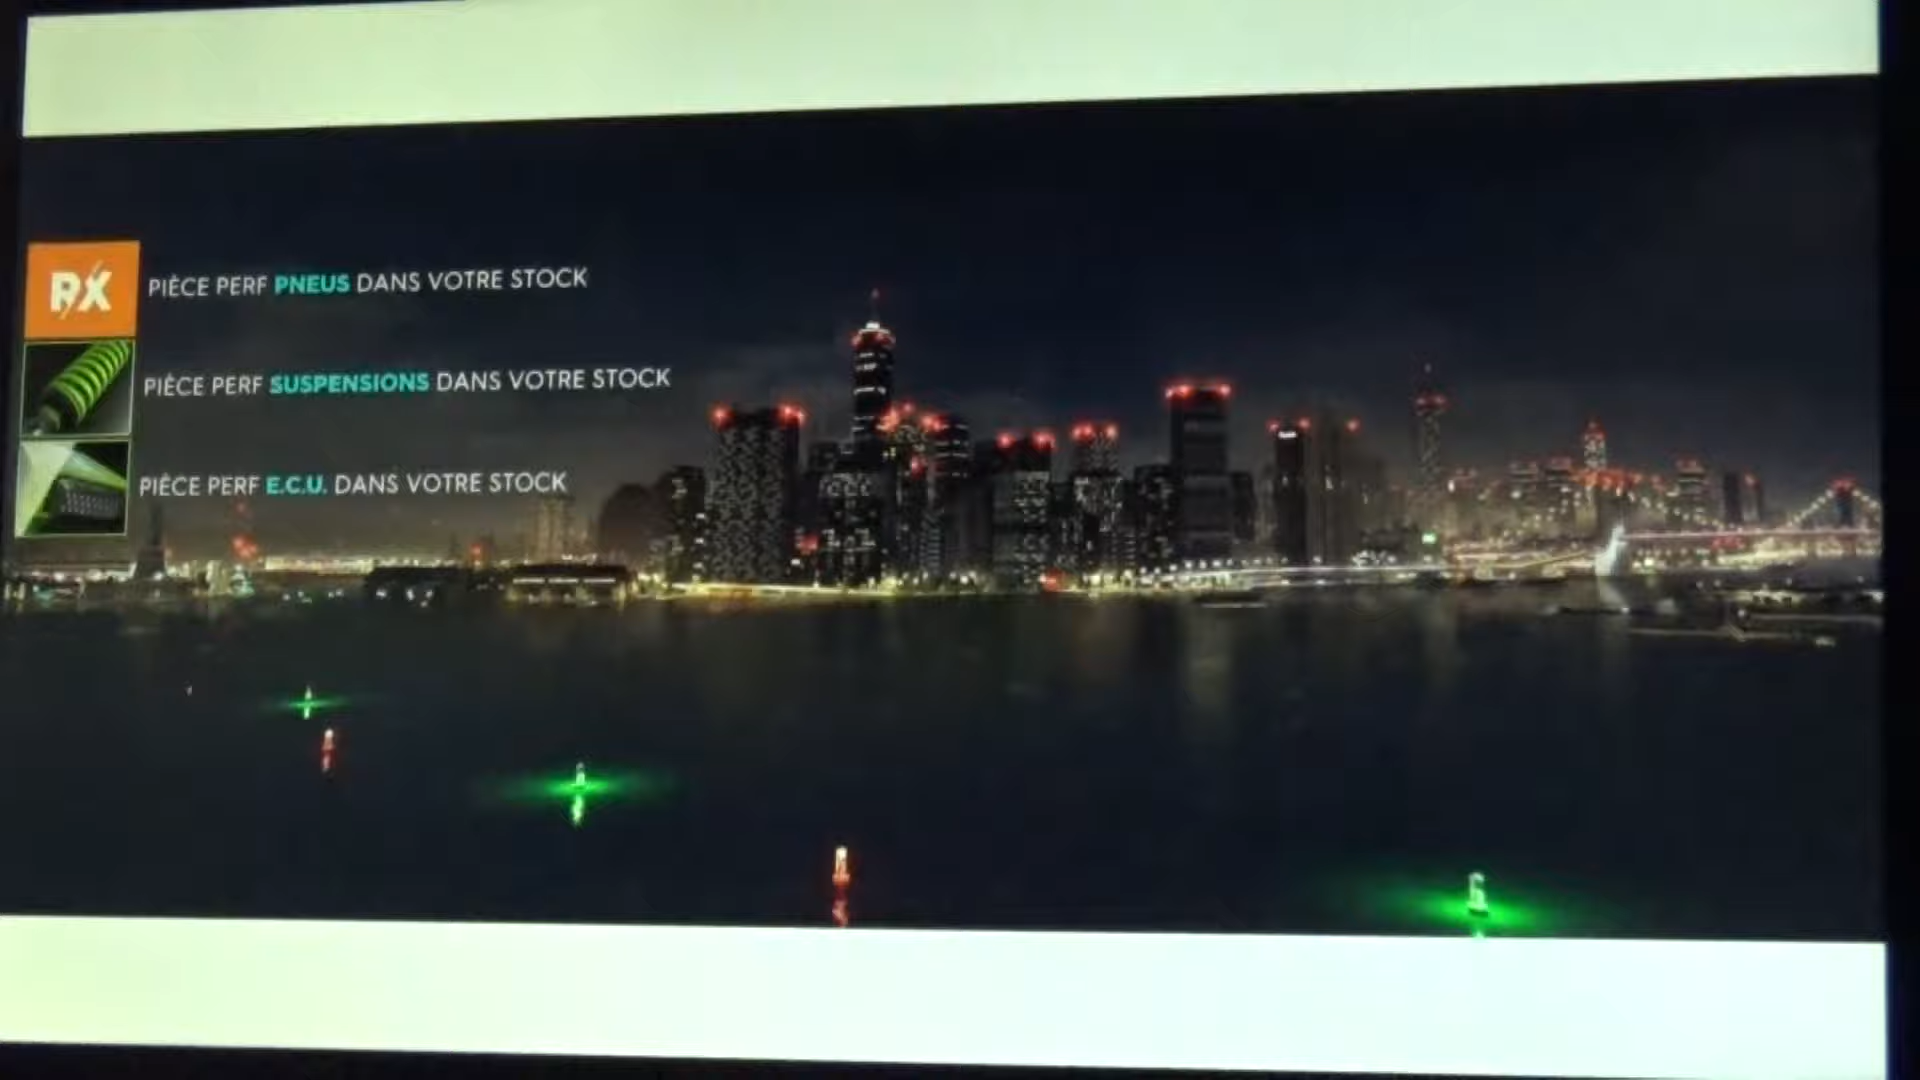 RX
PIÈCE PERF PNEUS DANS VOTRE STOCK
PIÈCE PERF SUSPENSIONS DANS VOTRE STOCK
PIÈCE PERF E.C.U. DANS VOTRE STOCK